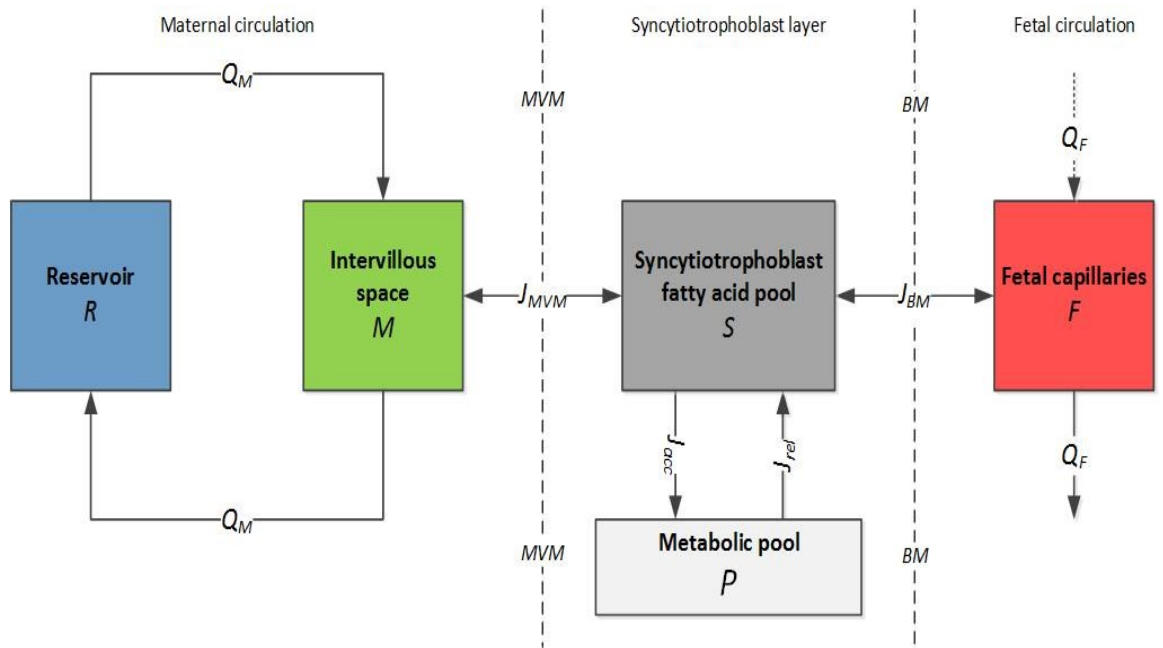 Maternal circulation
Syncytiotrophoblast layer
Fetal circulation
Q_M
MVM
BM
Q_F
Reservoir
R
Intervillous
space
M
J_MVM
Syncytiotrophoblast
fatty acid pool
S
J_BM
Fetal capillaries
F
J_acc
J_rel
Q_F
Q_M
MVM
Metabolic pool
P
BM